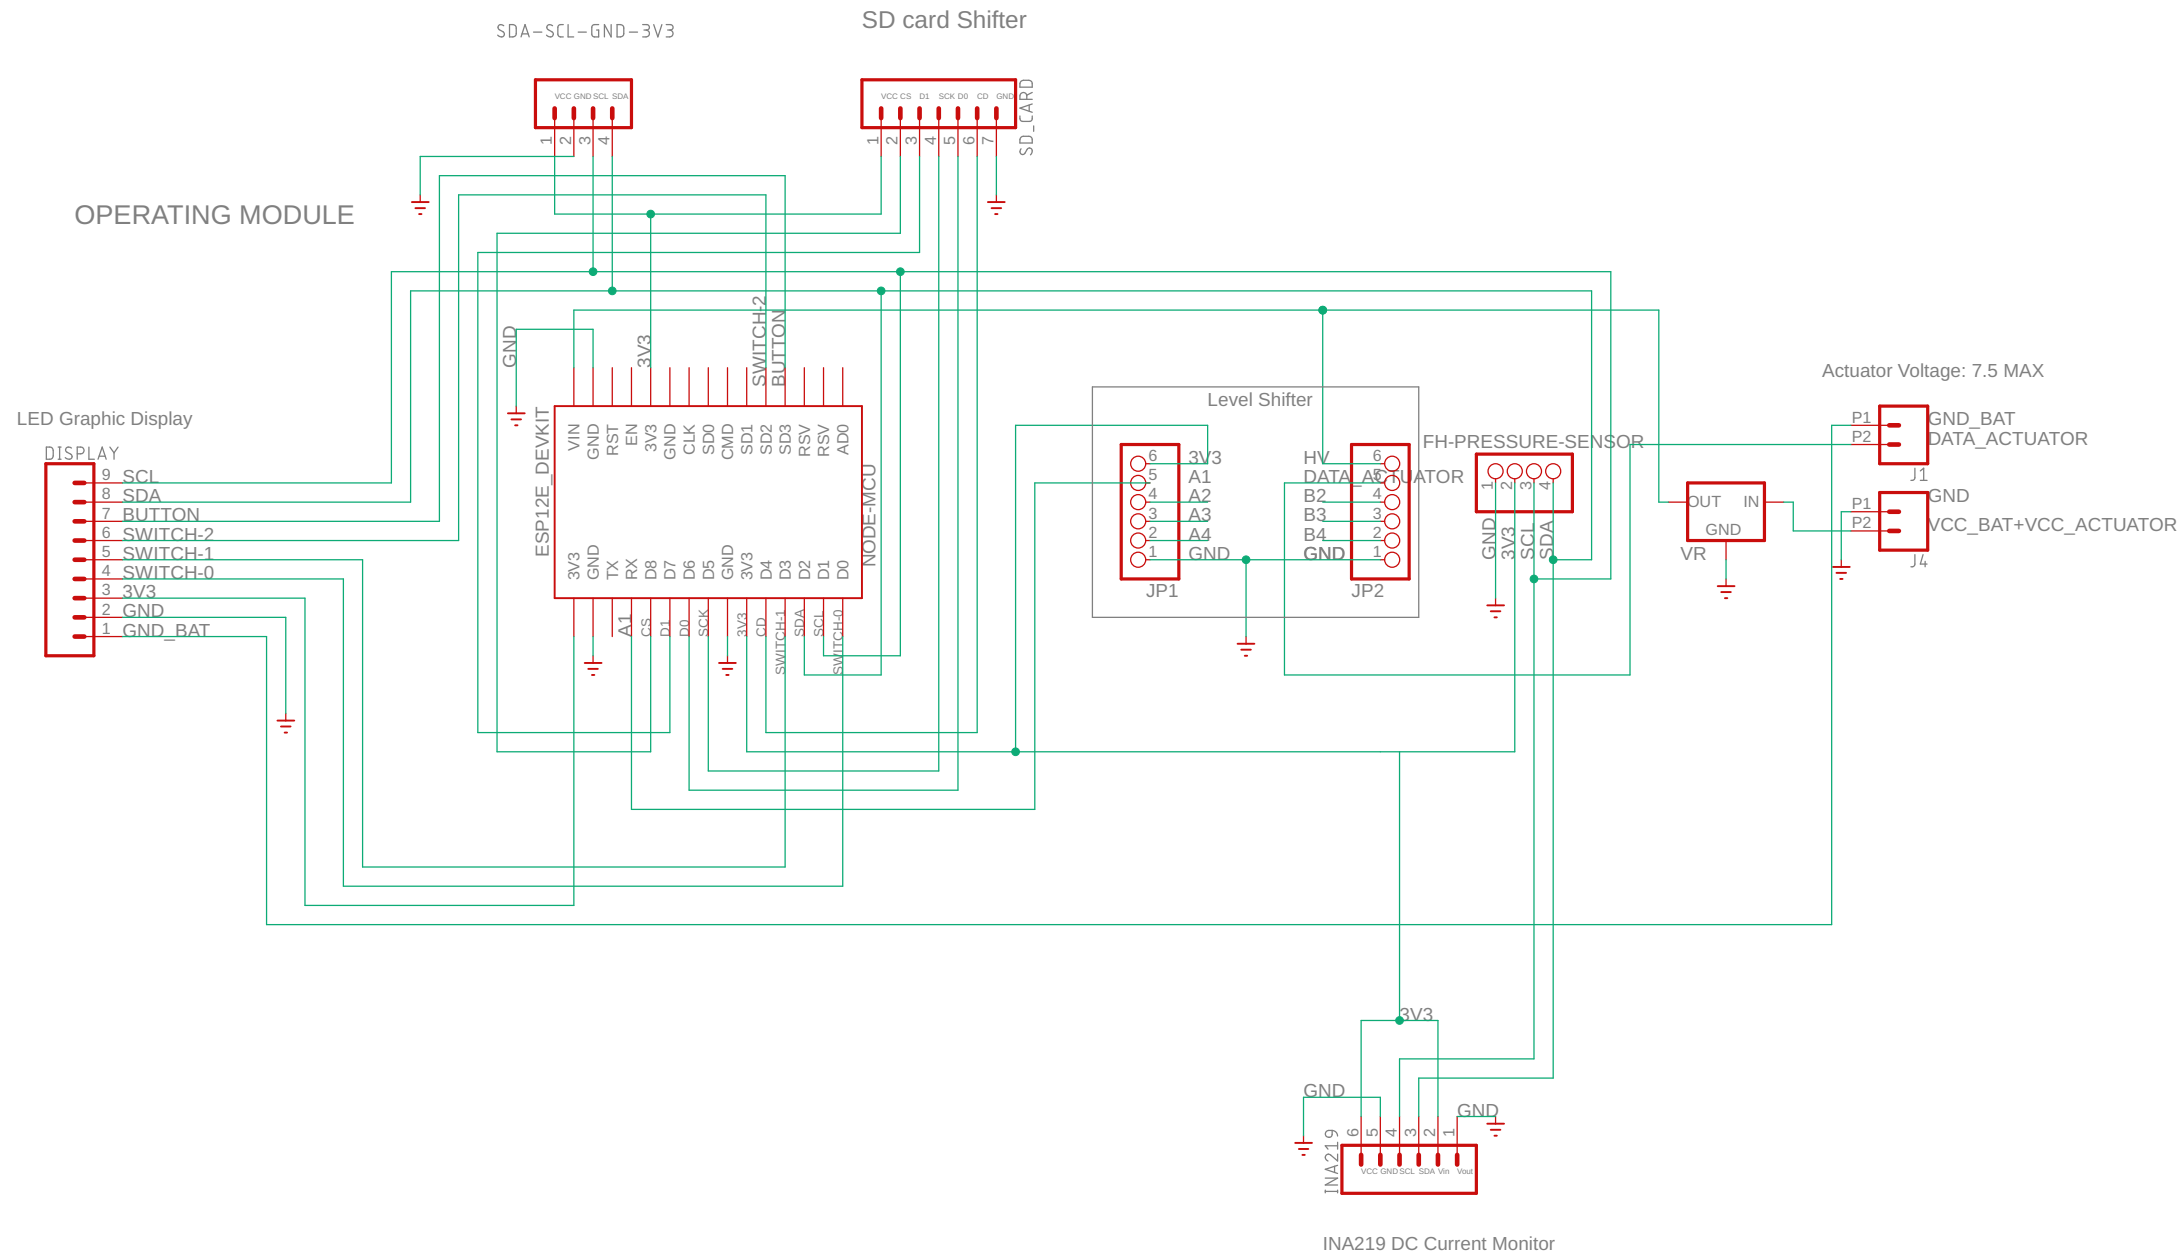 SD card Shifter
SDA-SCL-GND-3V3
VCC GND SCL SDA
1 2 3 4
VCC CS D1 SCK D0 CD GND
1 2 3 4 5 6 7
SD_CARD
OPERATING MODULE
GND
3V3
SWITCH-2
BUTTON
ESP12E_DEVKIT
NODE-MCU
VIN GND RST EN 3V3 GND CLK SD0 CMD SD1 SD2 SD3 RSV RSV AD0
3V3 GND TX RX D8 D7 D6 D5 GND 3V3 D4 D3 D2 D1 D0
A1 CS D1 D0 SCK 3V3 CD SWITCH-1 SDA SCL SWITCH-0
LED Graphic Display
DISPLAY
9 SCL
8 SDA
7 BUTTON
6 SWITCH-2
5 SWITCH-1
4 SWITCH-0
3 3V3
2 GND
1 GND_BAT
Level Shifter
6 3V3
5 A1
4 A2
3 A3
2 A4
1 GND
JP1
HV 6
DATA_ACTUATOR 5
B2 4
B3 3
B4 2
GND 1
JP2
FH-PRESSURE-SENSOR
1 2 3 4
GND 3V3 SCL SDA
OUT IN
GND
VR
Actuator Voltage: 7.5 MAX
P1 GND_BAT
P2 DATA_ACTUATOR
J1
P1 GND
P2 VCC_BAT+VCC_ACTUATOR
J4
3V3
GND
GND
6 5 4 3 2 1
VCC GND SCL SDA Vin Vout
INA219
INA219 DC Current Monitor